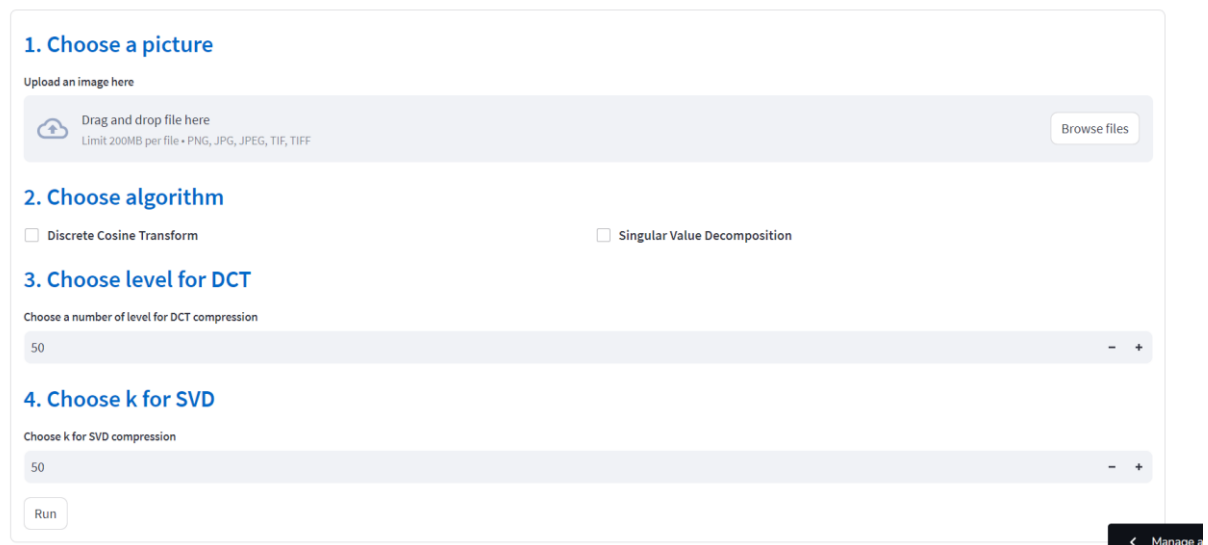 1. Choose a picture
Upload an image here
Drag and drop file here
Limit 200MB per file • PNG, JPG, JPEG, TIF, TIFF
Browse files
2. Choose algorithm
Discrete Cosine Transform
Singular Value Decomposition
3. Choose level for DCT
Choose a number of level for DCT compression
50
− +
4. Choose k for SVD
Choose k for SVD compression
50
− +
Run
< Manage a